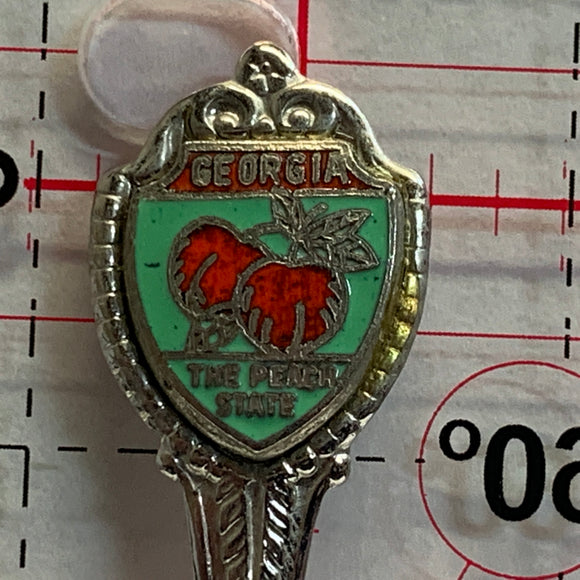 GEORGIA
THE PEACH
STATE